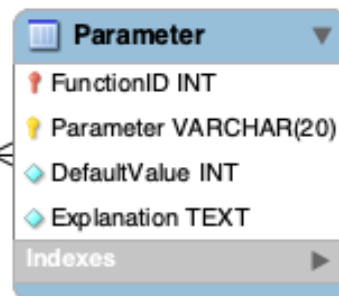 Parameter
FunctionID INT
Parameter VARCHAR(20)
DefaultValue INT
Explanation TEXT
Indexes